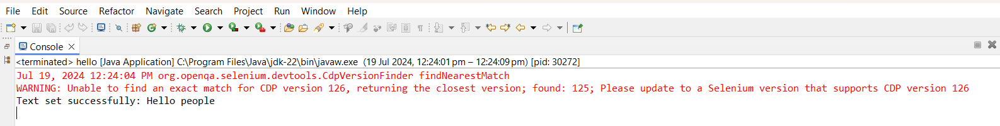 File Edit Source Refactor Navigate Search Project Run Window Help
Console
<terminated> hello [Java Application] C:\Program Files\Java\jdk-22\bin\javaw.exe (19 Jul 2024, 12:24:01 pm – 12:24:09 pm) [pid: 30272]
Jul 19, 2024 12:24:04 PM org.openqa.selenium.devtools.CdpVersionFinder findNearestMatch
WARNING: Unable to find an exact match for CDP version 126, returning the closest version; found: 125; Please update to a Selenium version that supports CDP version 126
Text set successfully: Hello people